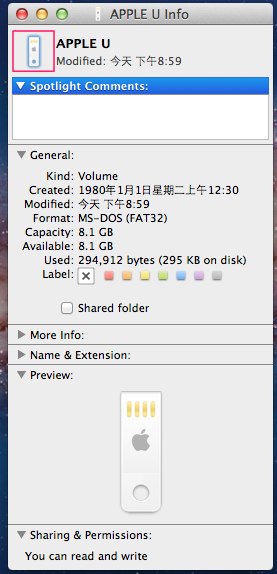 APPLE U Info
APPLE U
Modified: 今天 下午8:59
Spotlight Comments:
General:
Kind: Volume
Created: 1980年1月1日星期二上午12:30
Modified: 今天 下午8:59
Format: MS-DOS (FAT32)
Capacity: 8.1 GB
Available: 8.1 GB
Used: 294,912 bytes (295 KB on disk)
Label:
Shared folder
More Info:
Name & Extension:
Preview:
Sharing & Permissions:
You can read and write